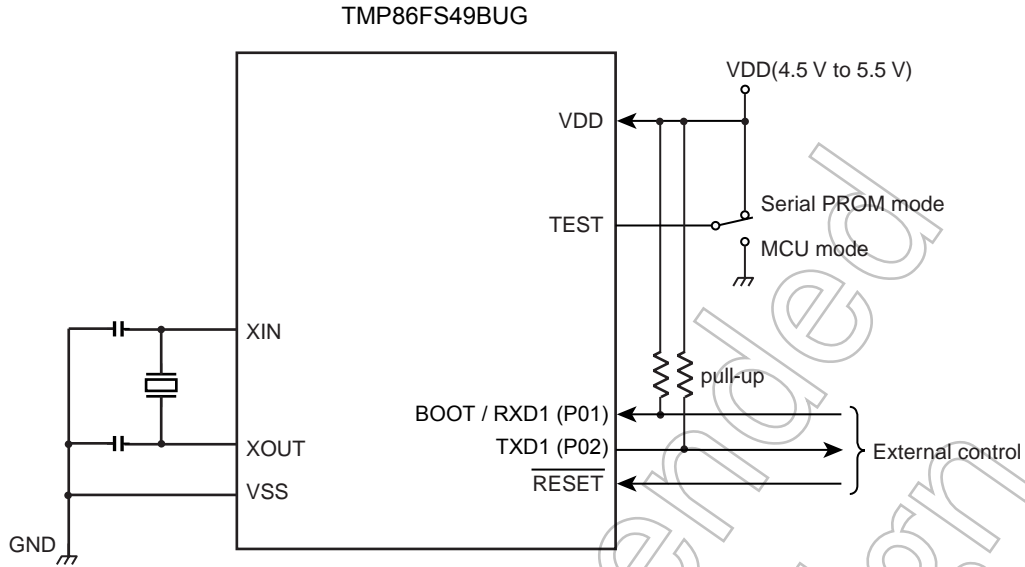 TMP86FS49BUG
VDD(4.5 V to 5.5 V)
VDD
Serial PROM mode
TEST
MCU mode
XIN
pull-up
BOOT / RXD1 (P01)
XOUT
TXD1 (P02)
External control
RESET
VSS
GND